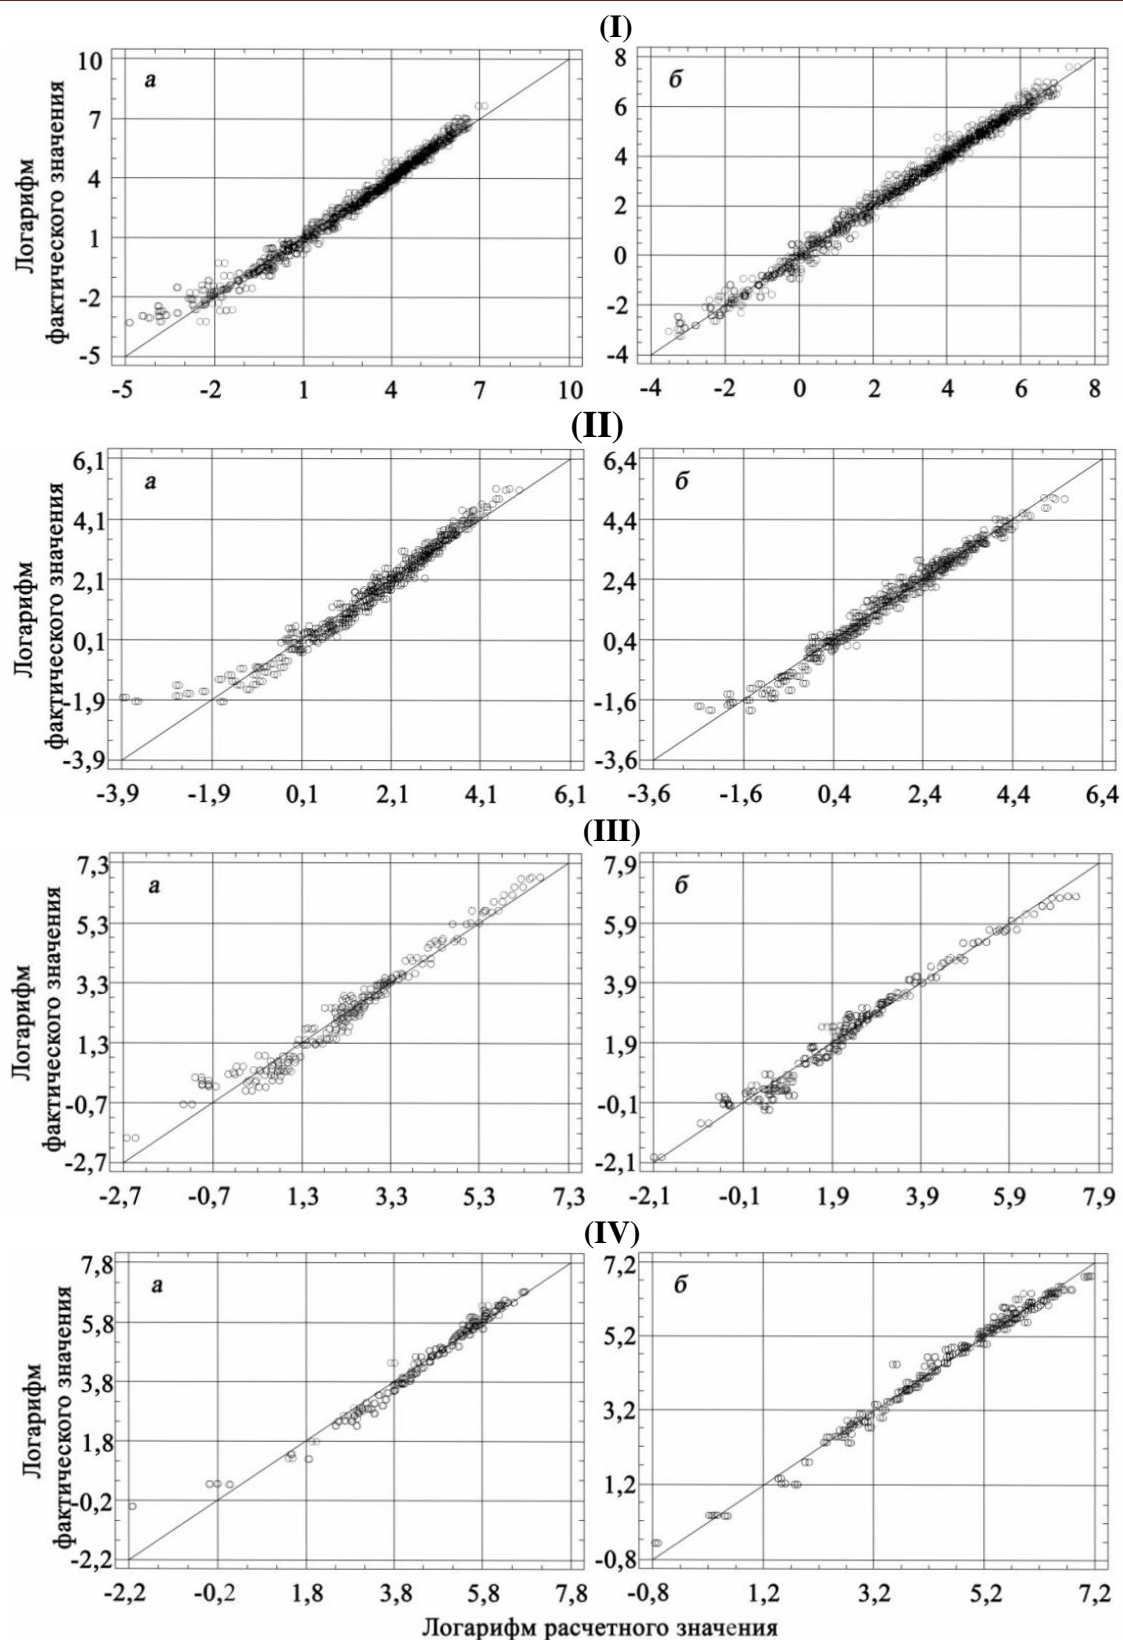 (I)
Логарифм
фактического значения
а
10
7
4
1
-2
-5
-5 -2 1 4 7 10
б
8
6
4
2
0
-2
-4
-4 -2 0 2 4 6 8
(II)
Логарифм
фактического значения
а
6,1
4,1
2,1
0,1
-1,9
-3,9
-3,9 -1,9 0,1 2,1 4,1 6,1
б
6,4
4,4
2,4
0,4
-1,6
-3,6
-3,6 -1,6 0,4 2,4 4,4 6,4
(III)
Логарифм
фактического значения
а
7,3
5,3
3,3
1,3
-0,7
-2,7
-2,7 -0,7 1,3 3,3 5,3 7,3
б
7,9
5,9
3,9
1,9
-0,1
-2,1
-2,1 -0,1 1,9 3,9 5,9 7,9
(IV)
Логарифм
фактического значения
а
7,8
5,8
3,8
1,8
-0,2
-2,2
-2,2 -0,2 1,8 3,8 5,8 7,8
б
7,2
5,2
3,2
1,2
-0,8
-0,8 1,2 3,2 5,2 7,2
Логарифм расчетного значения